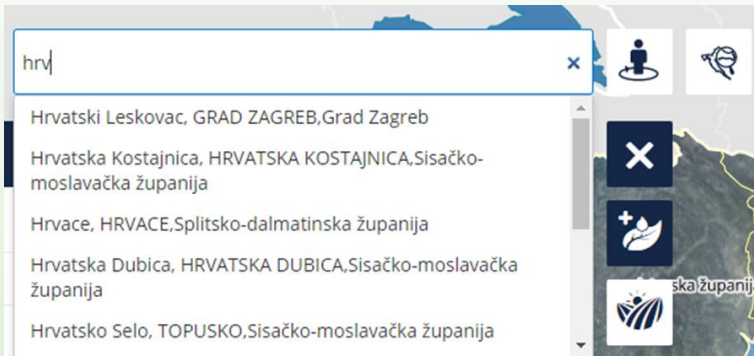 hrv
Hrvatski Leskovac, GRAD ZAGREB,Grad Zagreb
Hrvatska Kostajnica, HRVATSKA KOSTAJNICA,Sisačko-
moslavačka županija
Hrvace, HRVACE,Splitsko-dalmatinska županija
Hrvatska Dubica, HRVATSKA DUBICA,Sisačko-moslavačka
županija
ska županij
Hrvatsko Selo, TOPUSKO,Sisačko-moslavačka županija